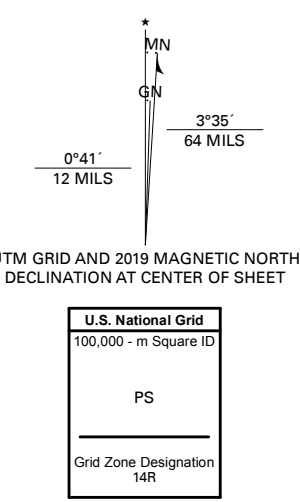 ★
MN
GN
3°35´
64 MILS
0°41´
12 MILS
UTM GRID AND 2019 MAGNETIC NORTH
DECLINATION AT CENTER OF SHEET
U.S. National Grid
100,000 - m Square ID
PS
Grid Zone Designation
14R